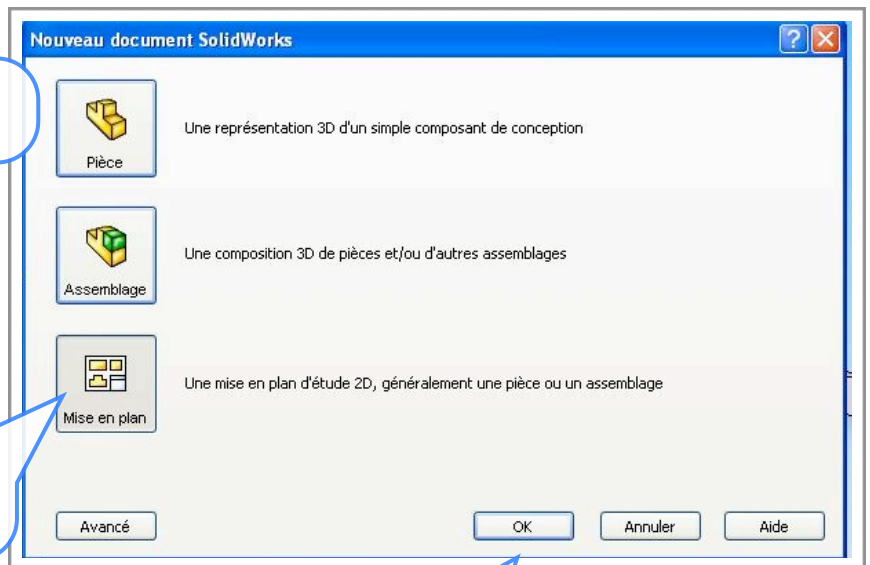 Nouveau document SolidWorks
Pièce
Une représentation 3D d'un simple composant de conception
Assemblage
Une composition 3D de pièces et/ou d'autres assemblages
Mise en plan
Une mise en plan d'étude 2D, généralement une pièce ou un assemblage
Avancé OK Annuler Aide